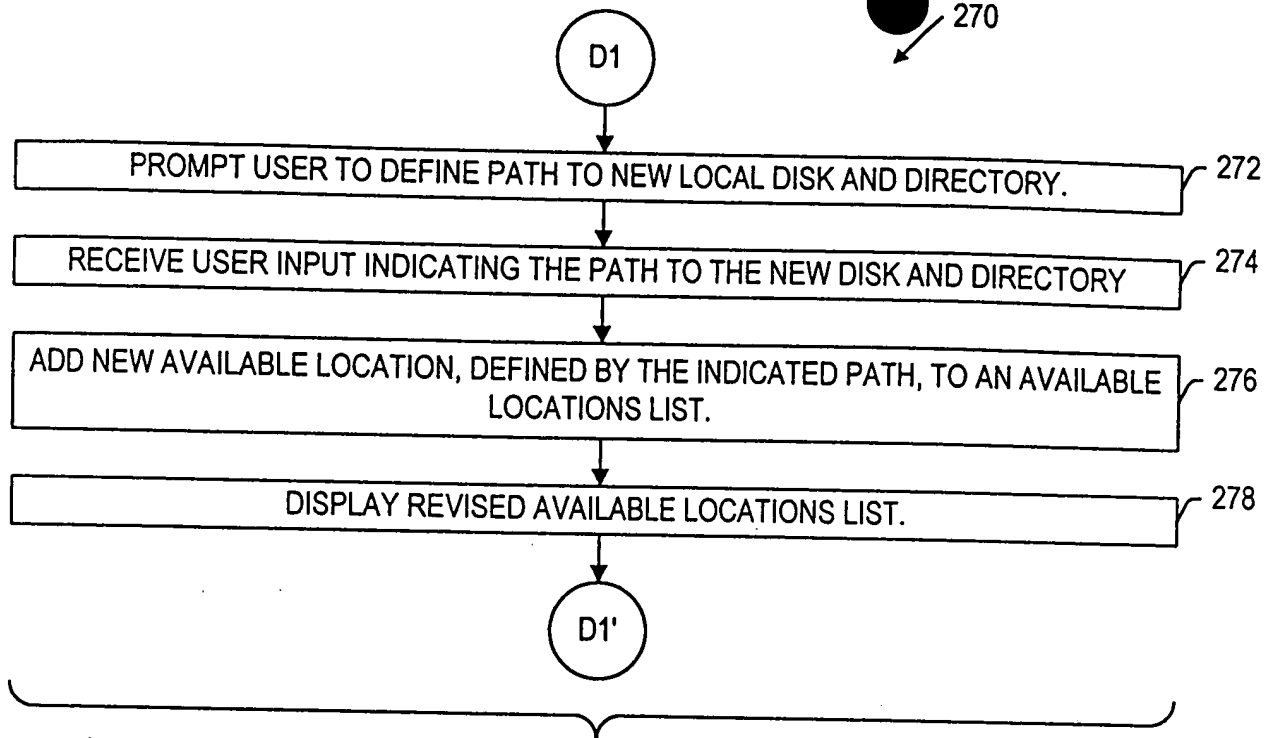 270
D1
PROMPT USER TO DEFINE PATH TO NEW LOCAL DISK AND DIRECTORY.
272
RECEIVE USER INPUT INDICATING THE PATH TO THE NEW DISK AND DIRECTORY
274
ADD NEW AVAILABLE LOCATION, DEFINED BY THE INDICATED PATH, TO AN AVAILABLE
LOCATIONS LIST.
276
DISPLAY REVISED AVAILABLE LOCATIONS LIST.
278
D1'